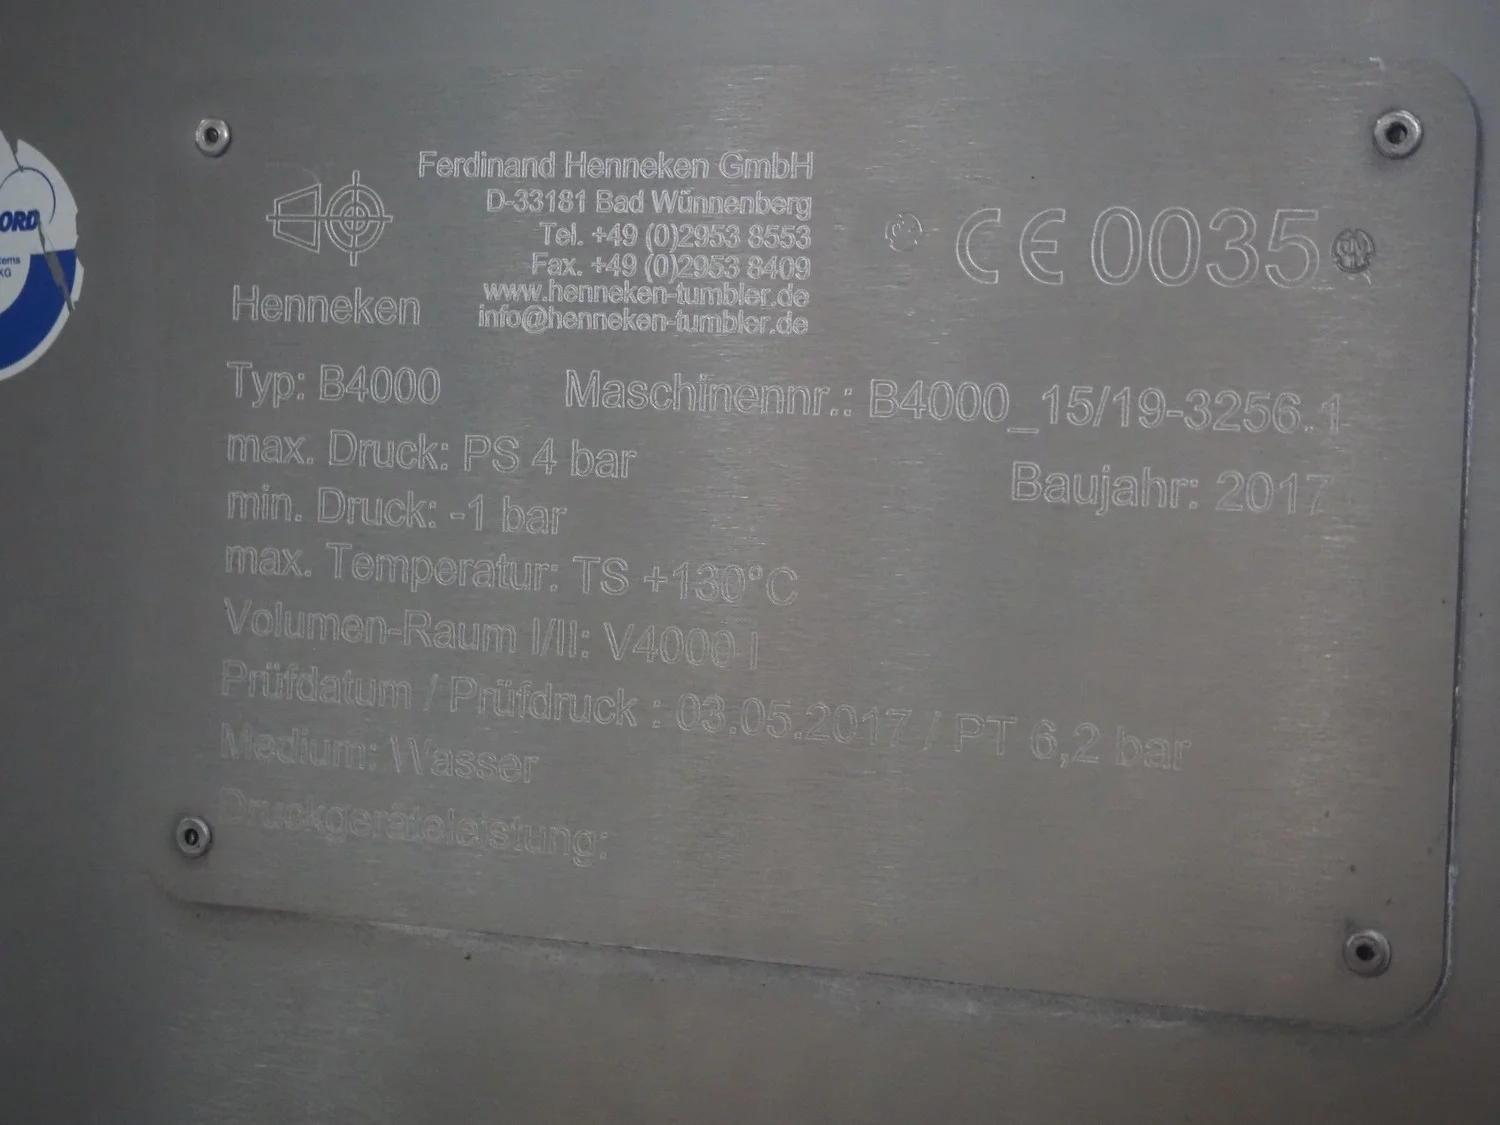 Ferdinand Henneken GmbH
D-33181 Bad Wünnenberg
Tel. +49 (0)2953 8553
Fax. +49 (0)2953 8409
www.henneken-tumbler.de
info@henneken-tumbler.de
Henneken
CE 0035
Typ: B4000 Maschinennr.: B4000_15/19-3256.1
max. Druck: PS 4 bar Baujahr: 2017
min. Druck: -1 bar
max. Temperatur: TS +130°C
Volumen-Raum I/II: V4000 l
Prüfdatum / Prüfdruck : 03.05.2017 / PT 6,2 bar
Medium: Wasser
Druckgeräteleistung:
ORD
tems
KG